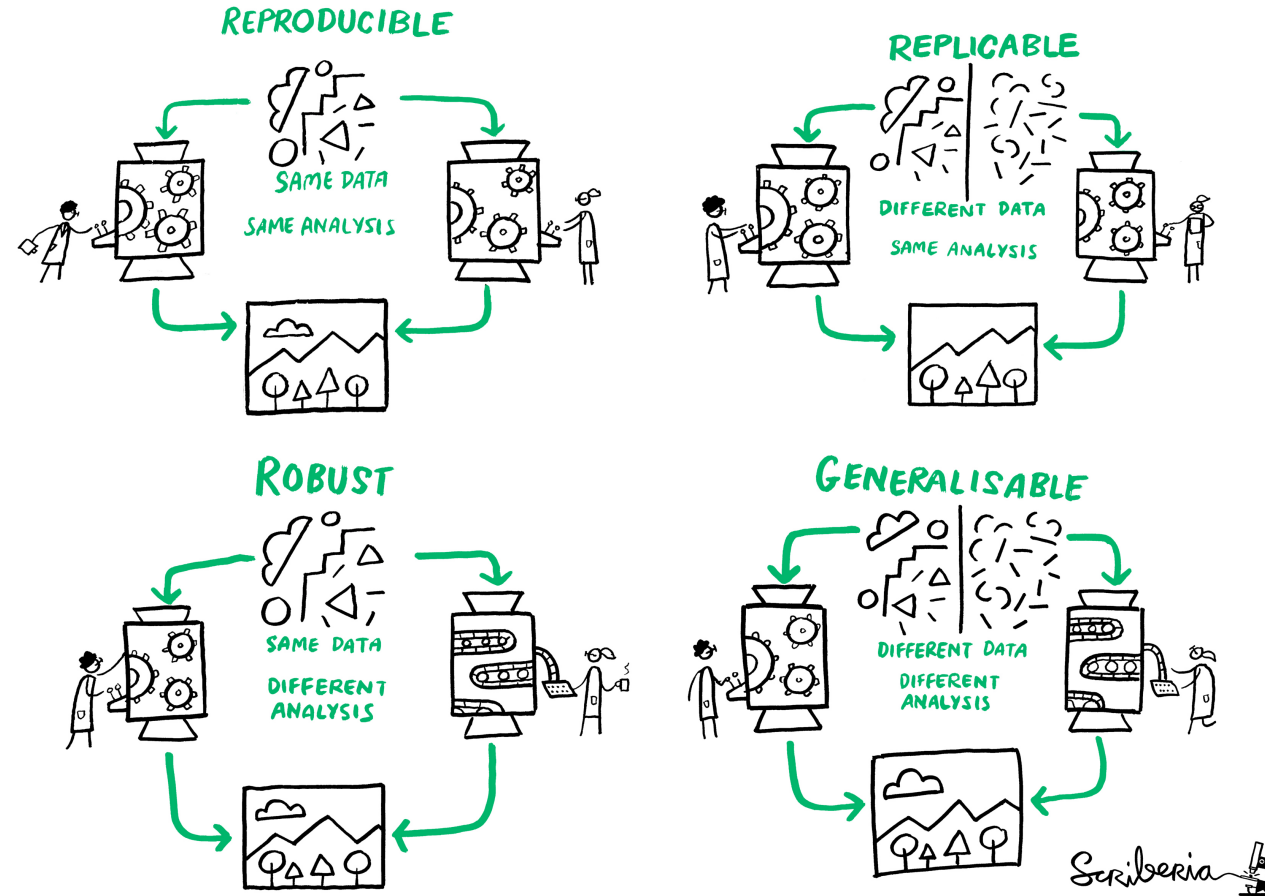 REPRODUCIBLE
SAME DATA
SAME ANALYSIS
REPLICABLE
DIFFERENT DATA
SAME ANALYSIS
ROBUST
SAME DATA
DIFFERENT
ANALYSIS
GENERALISABLE
DIFFERENT DATA
DIFFERENT
ANALYSIS
Scriberia